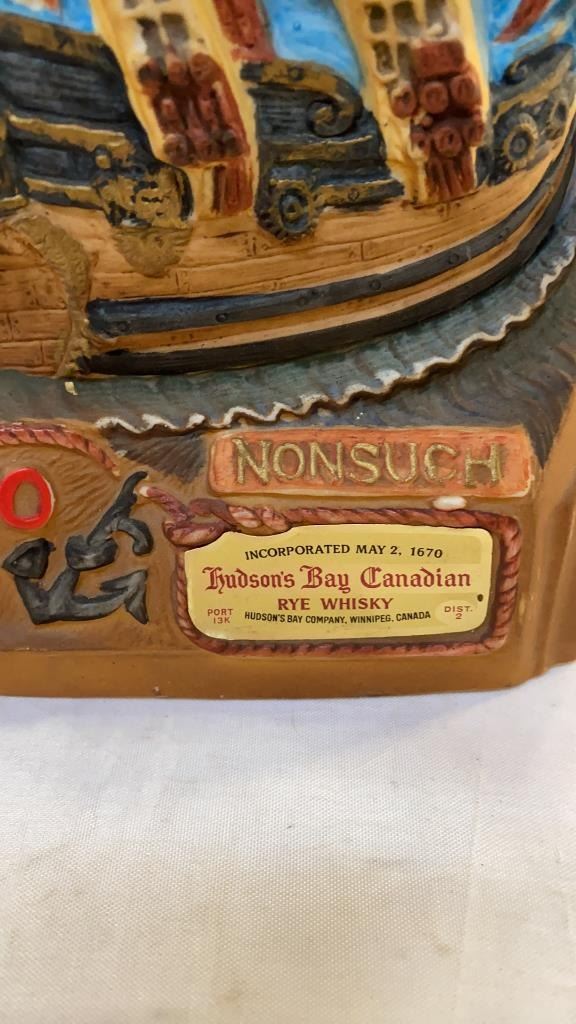 NONSUCH
O
INCORPORATED MAY 2, 1670
Hudson's Bay Canadian
RYE WHISKY
PORT
13K
HUDSON'S BAY COMPANY, WINNIPEG, CANADA
DIST.
2